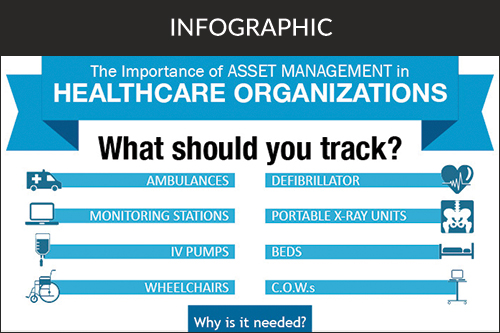 INFOGRAPHIC
The Importance of ASSET MANAGEMENT in
HEALTHCARE ORGANIZATIONS
What should you track?
AMBULANCES
DEFIBRILLATOR
MONITORING STATIONS
PORTABLE X-RAY UNITS
IV PUMPS
BEDS
WHEELCHAIRS
C.O.W.s
Why is it needed?